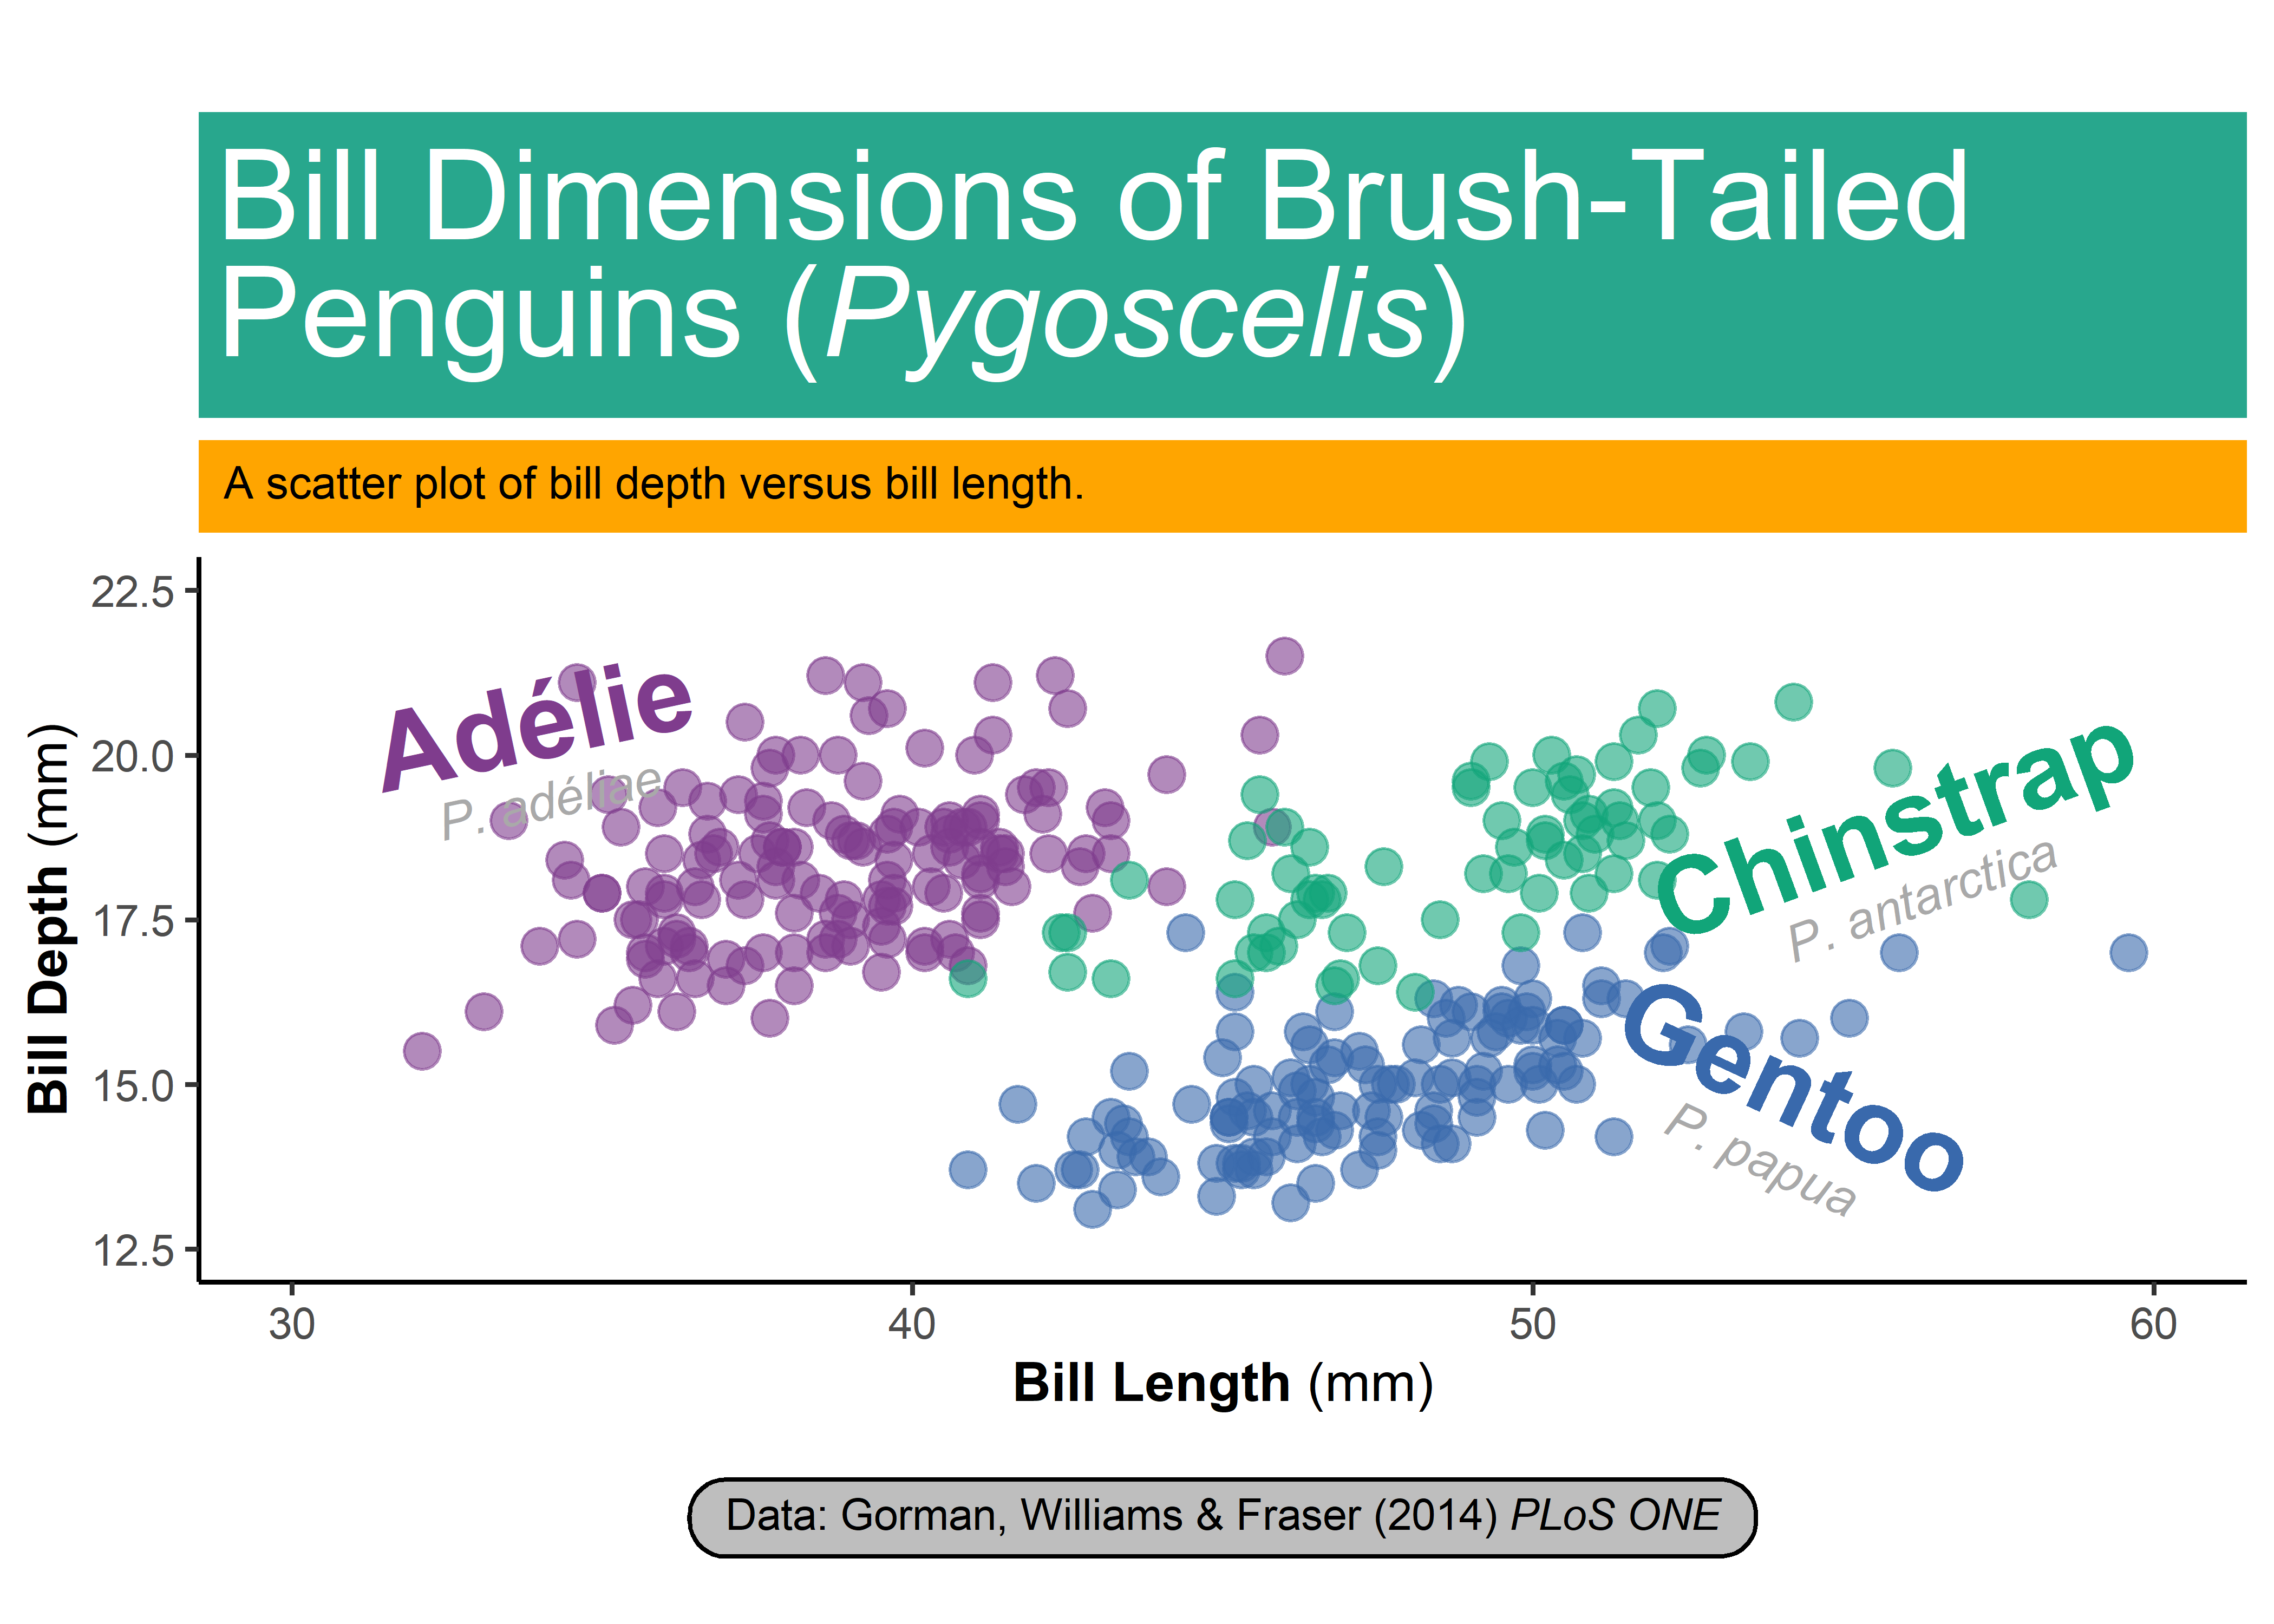 Bill Dimensions of Brush-Tailed
Penguins (Pygoscelis)
A scatter plot of bill depth versus bill length.
Bill Depth (mm)
22.5
20.0
17.5
15.0
12.5
Adélie
P. adéliae
Chinstrap
P. antarctica
Gentoo
P. papua
30
40
50
60
Bill Length (mm)
Data: Gorman, Williams & Fraser (2014) PLoS ONE